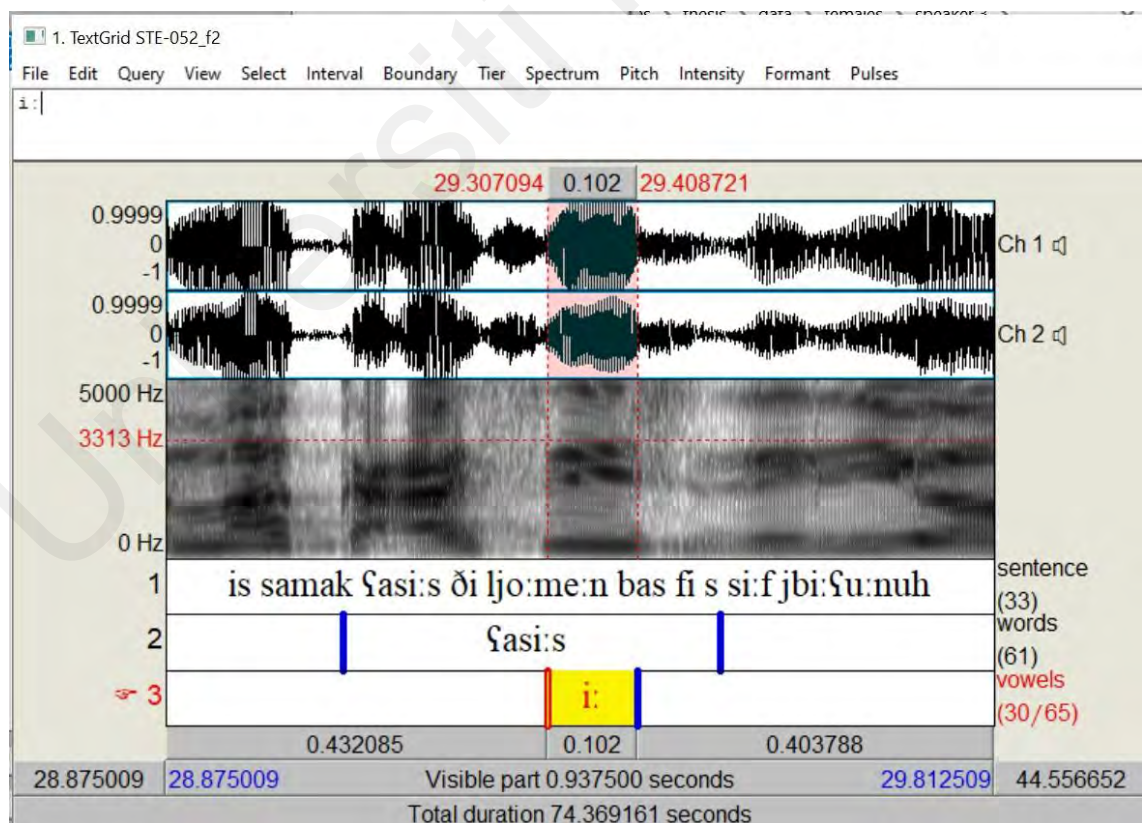 1. TextGrid STE-052_f2
File Edit Query View Select Interval Boundary Tier Spectrum Pitch Intensity Formant Pulses
i:
29.307094 0.102 29.408721
0.9999
0
-1
Ch 1
0.9999
0
-1
Ch 2
5000 Hz
3313 Hz
0 Hz
1 is samak ʕasi:s ði ljo:me:n bas fi s si:f jbi:ʕu:nuh sentence
(33)
2 ʕasi:s words
(61)
3 i: vowels
(30/65)
0.432085 0.102 0.403788
28.875009 28.875009 Visible part 0.937500 seconds 29.812509 44.556652
Total duration 74.369161 seconds